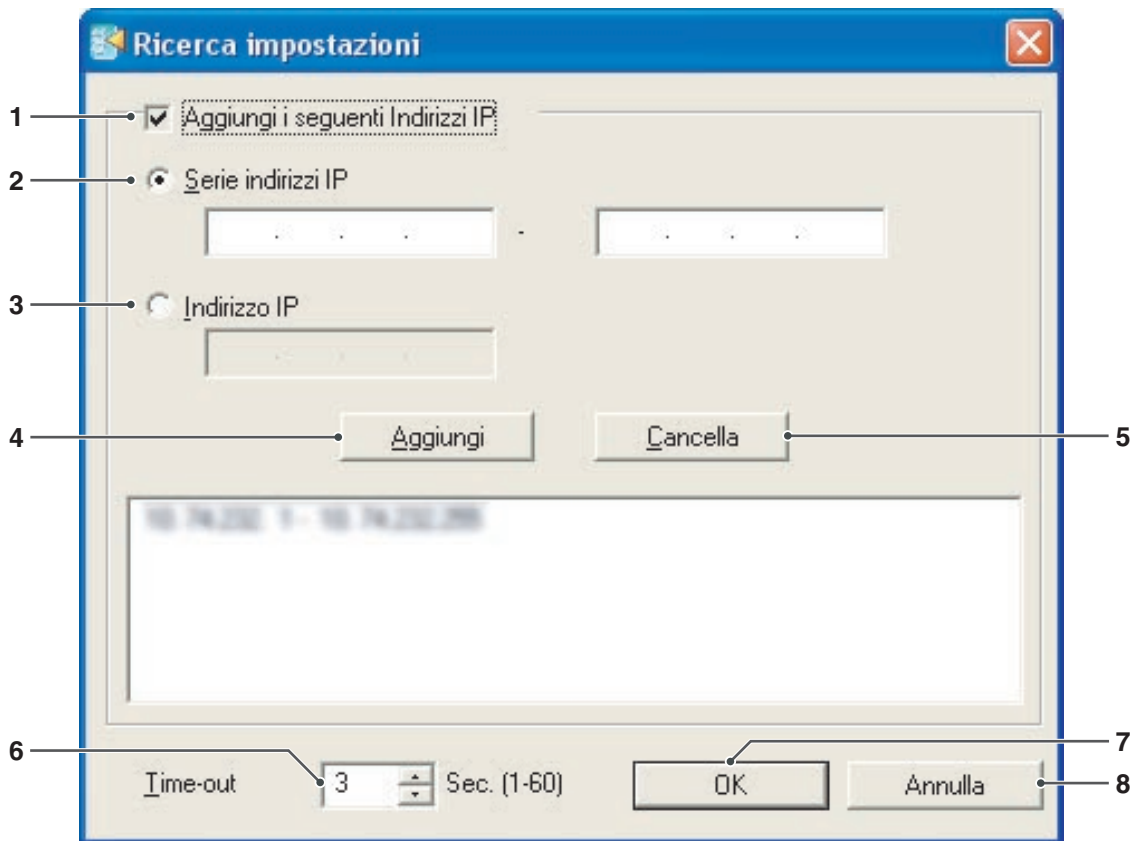 Ricerca impostazioni
1 Aggiungi i seguenti Indirizzi IP
2 Serie indirizzi IP
. . . - . . .
3 Indirizzo IP
. . .
4 Aggiungi Cancella 5
6 Time-out 3 Sec. (1-60) OK 7 Annulla 8